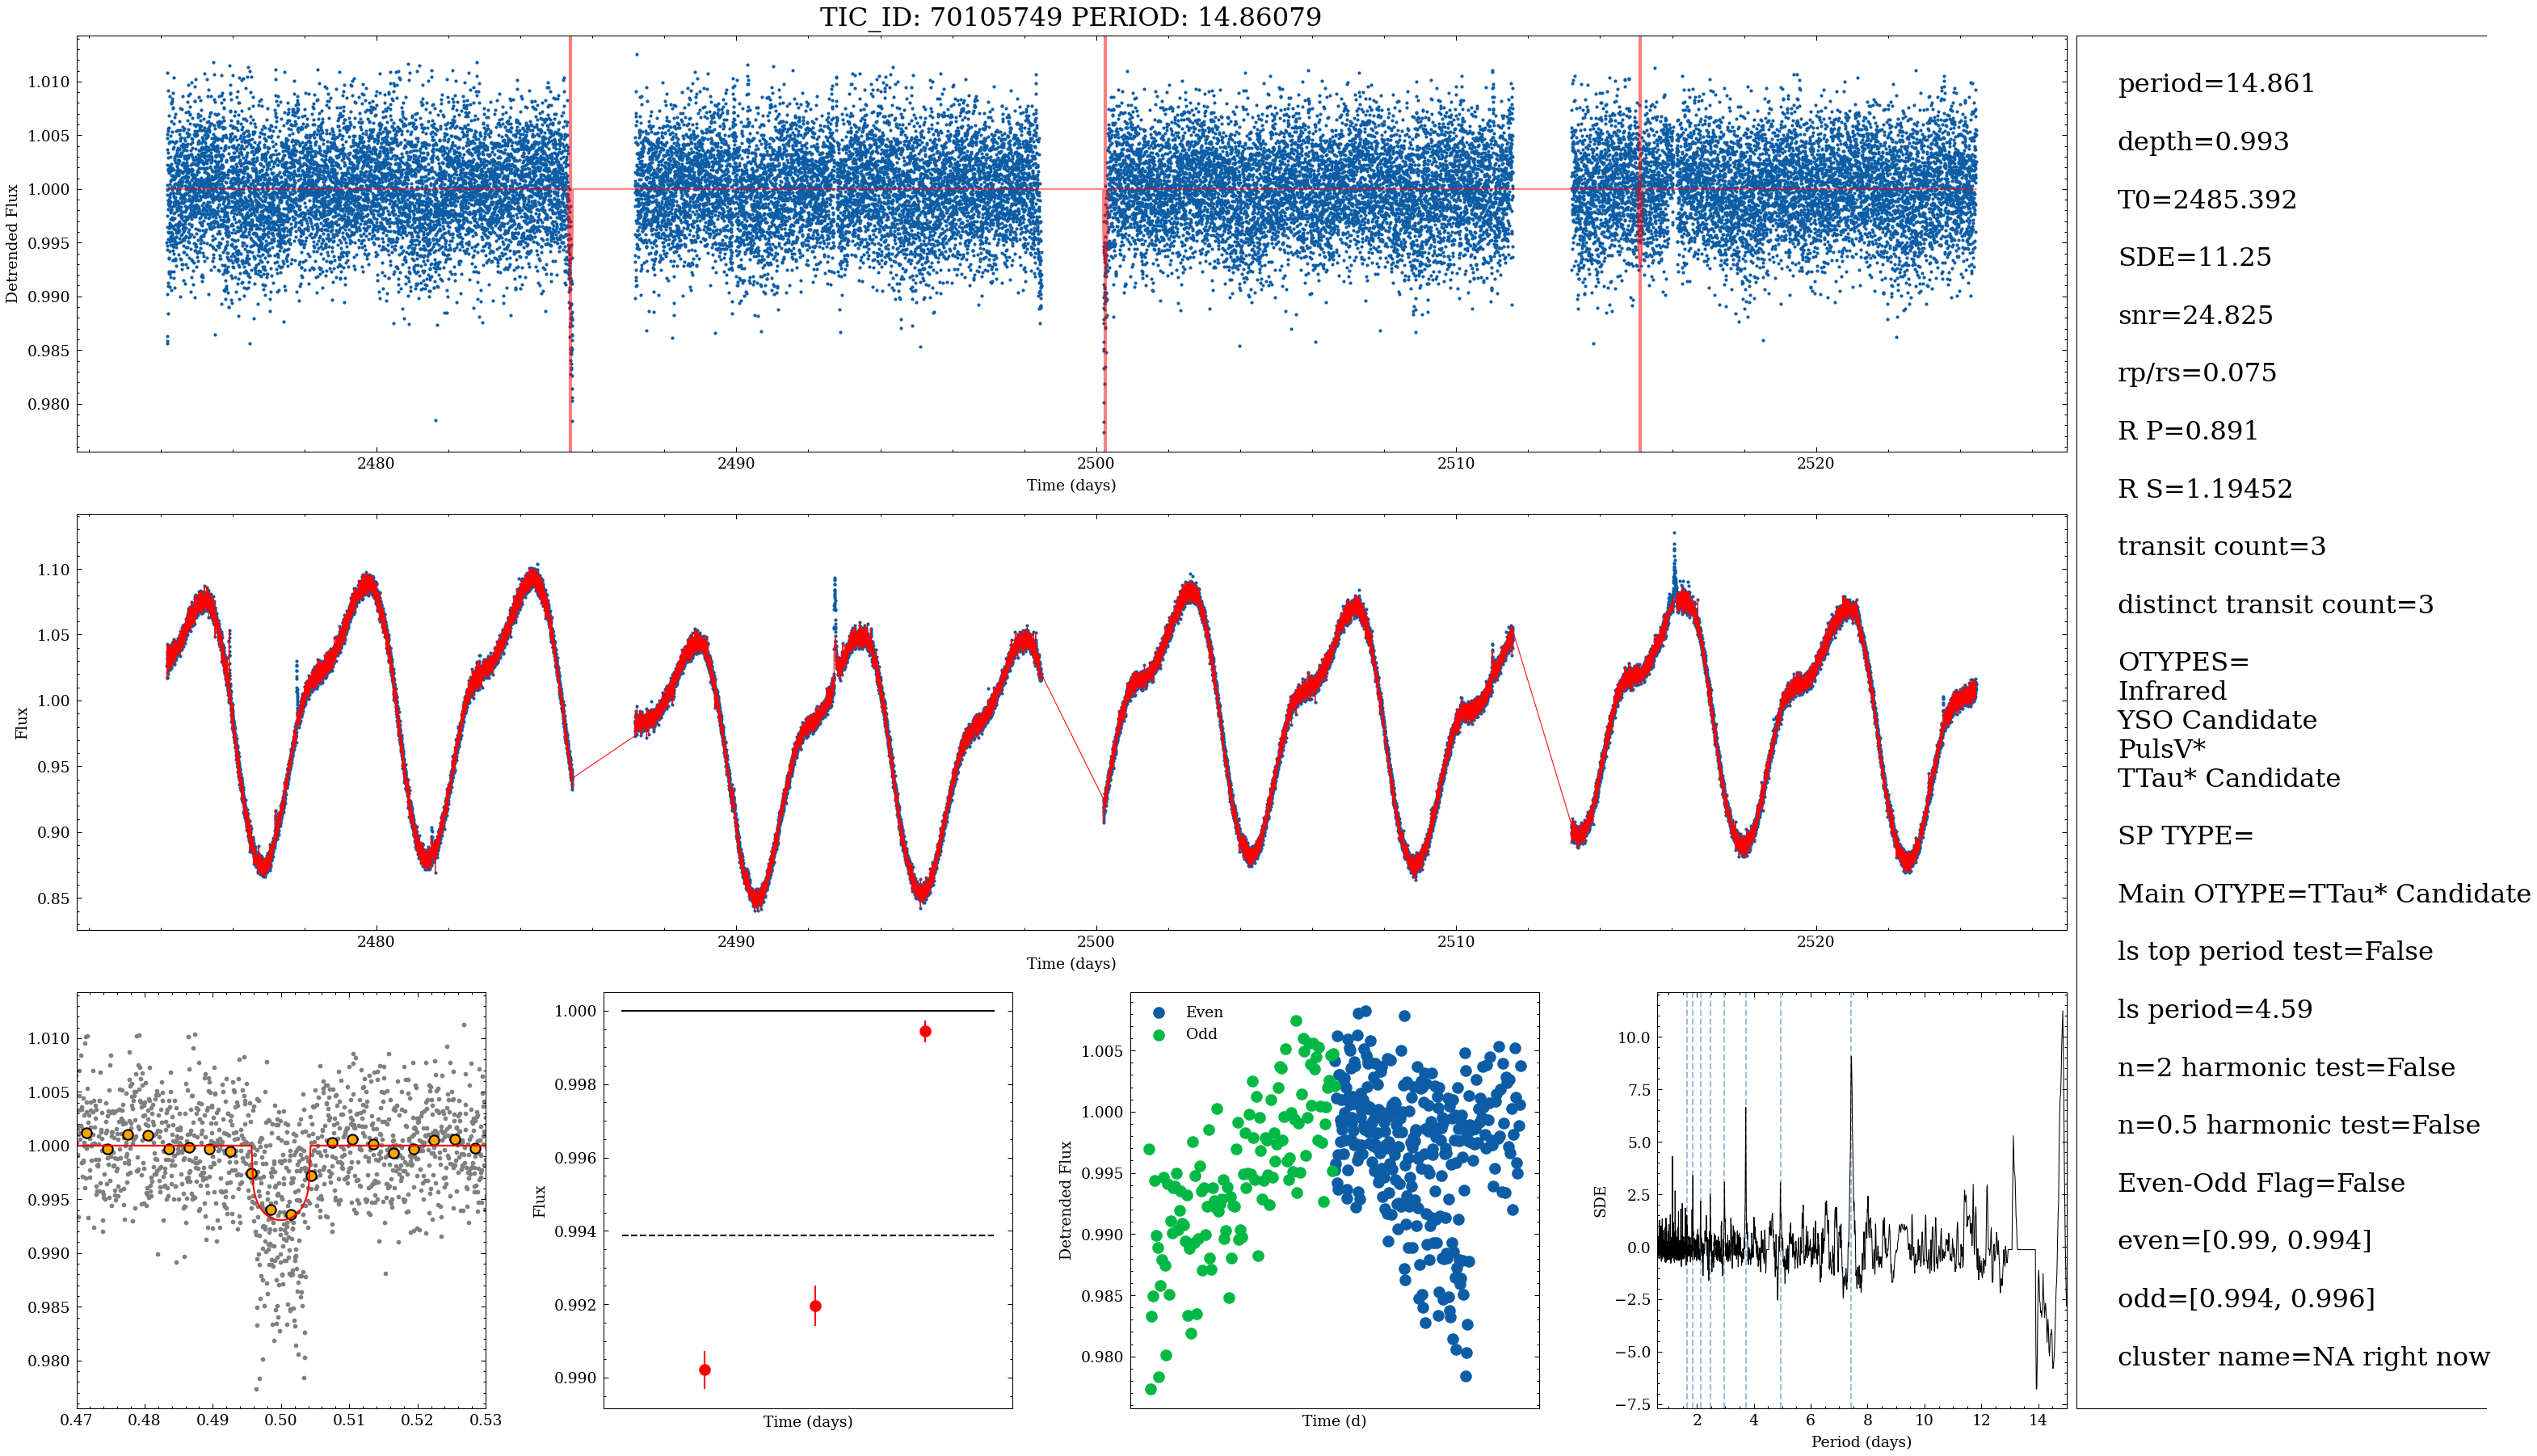 TIC_ID: 70105749 PERIOD: 14.86079
1.010
1.005
1.000
0.995
0.990
0.985
0.980
Detrended Flux
2480
2490
2500
2510
2520
Time (days)
1.10
1.05
1.00
0.95
0.90
0.85
Flux
2480
2490
2500
2510
2520
Time (days)
1.010
1.005
1.000
0.995
0.990
0.985
0.980
0.47
0.48
0.49
0.50
0.51
0.52
0.53
1.000
0.998
0.996
0.994
0.992
0.990
Flux
Time (days)
Even
Odd
1.005
1.000
0.995
0.990
0.985
0.980
Detrended Flux
Time (d)
10.0
7.5
5.0
2.5
0.0
−2.5
−5.0
−7.5
SDE
2
4
6
8
10
12
14
Period (days)
period=14.861
depth=0.993
T0=2485.392
SDE=11.25
snr=24.825
rp/rs=0.075
R P=0.891
R S=1.19452
transit count=3
distinct transit count=3
OTYPES=
Infrared
YSO Candidate
PulsV*
TTau* Candidate
SP TYPE=
Main OTYPE=TTau* Candidate
ls top period test=False
ls period=4.59
n=2 harmonic test=False
n=0.5 harmonic test=False
Even-Odd Flag=False
even=[0.99, 0.994]
odd=[0.994, 0.996]
cluster name=NA right now